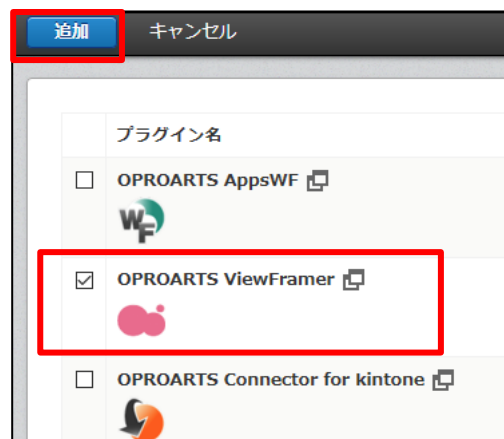 追加 キャンセル
プラグイン名
OPROARTS AppsWF
WF
OPROARTS ViewFramer
OPROARTS Connector for kintone